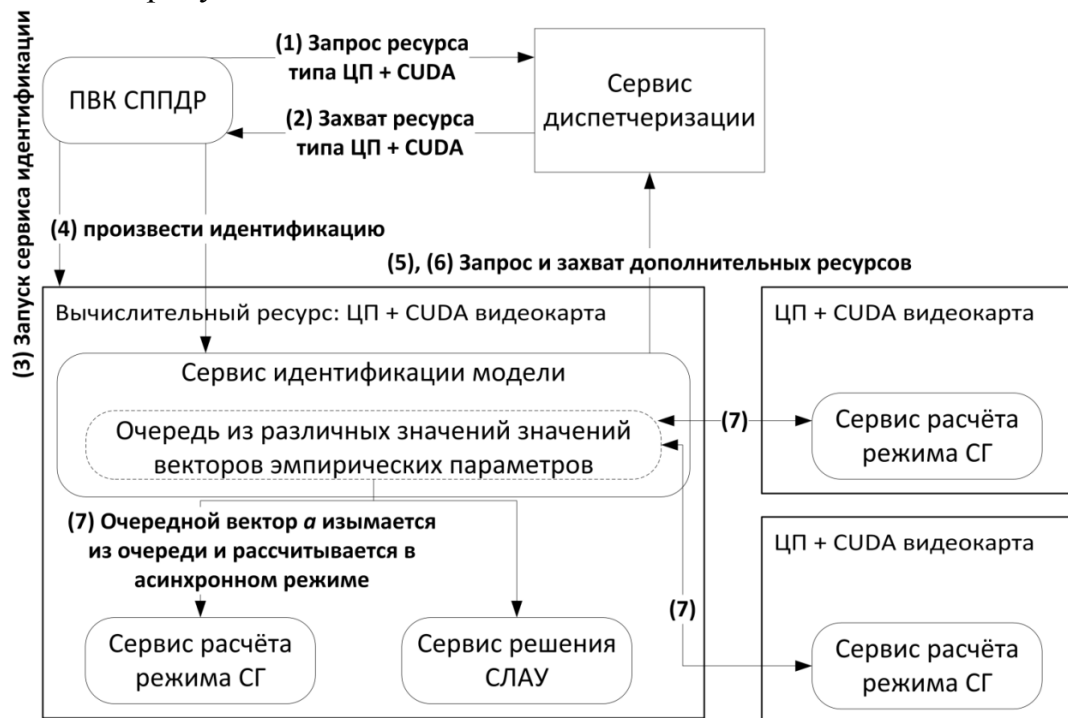 (1) Запрос ресурса
типа ЦП + CUDA
ПВК СППДР
Сервис
диспетчеризации
(2) Захват ресурса
типа ЦП + CUDA
(3) Запуск сервиса идентификации
(4) произвести идентификацию
(5), (6) Запрос и захват дополнительных ресурсов
Вычислительный ресурс: ЦП + CUDA видеокарта
Сервис идентификации модели
Очередь из различных значений значений
векторов эмпирических параметров
(7) Очередной вектор a изымается
из очереди и рассчитывается в
асинхронном режиме
Сервис расчёта
режима СГ
Сервис решения
СЛАУ
ЦП + CUDA видеокарта
(7)
Сервис расчёта
режима СГ
ЦП + CUDA видеокарта
(7)
Сервис расчёта
режима СГ